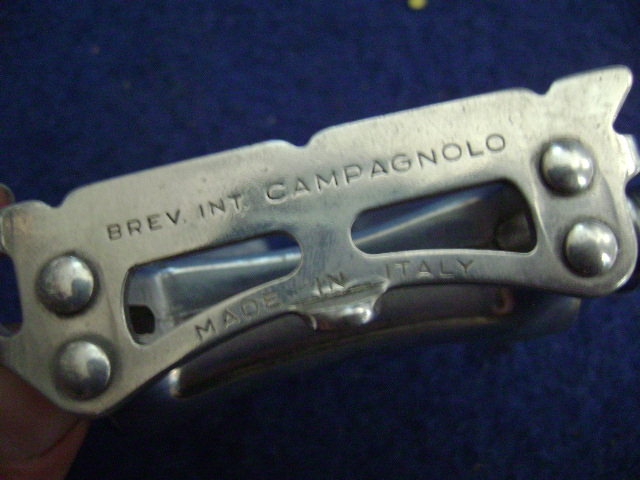 BREV. INT. CAMPAGNOLO
MADE IN ITALY